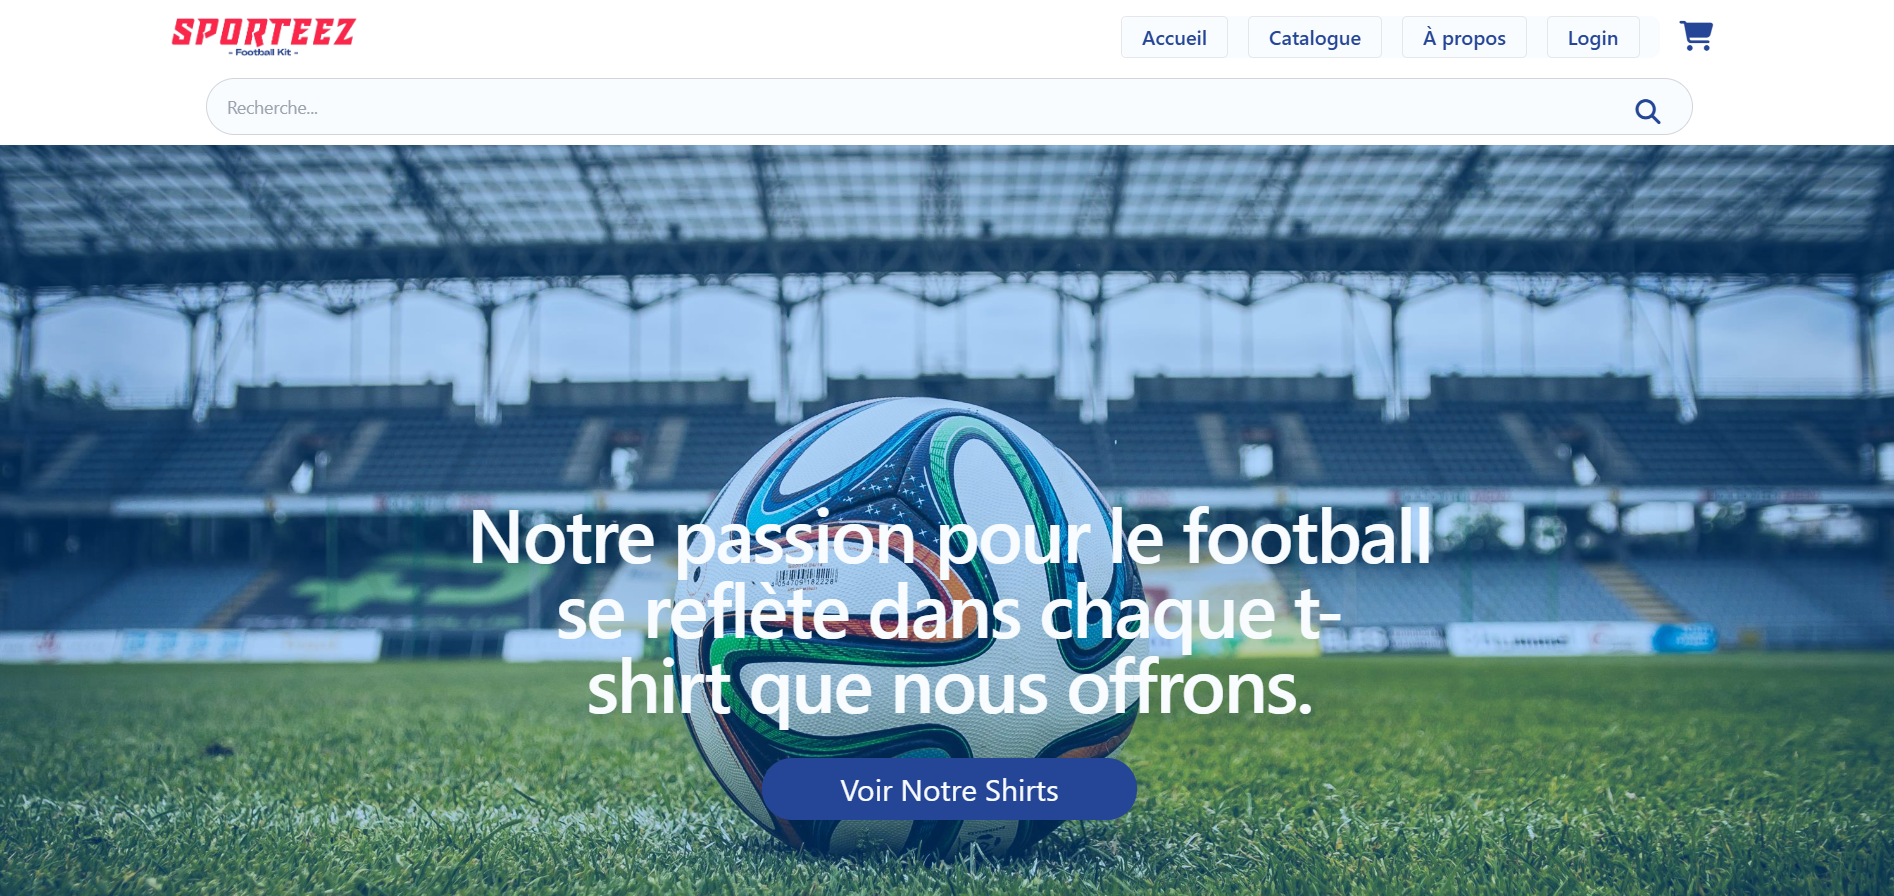 SPORTEEZ
- Football Kit -
Accueil
Catalogue
À propos
Login
Recherche...
Notre passion pour le football
se reflète dans chaque t-
shirt que nous offrons.
Voir Notre Shirts